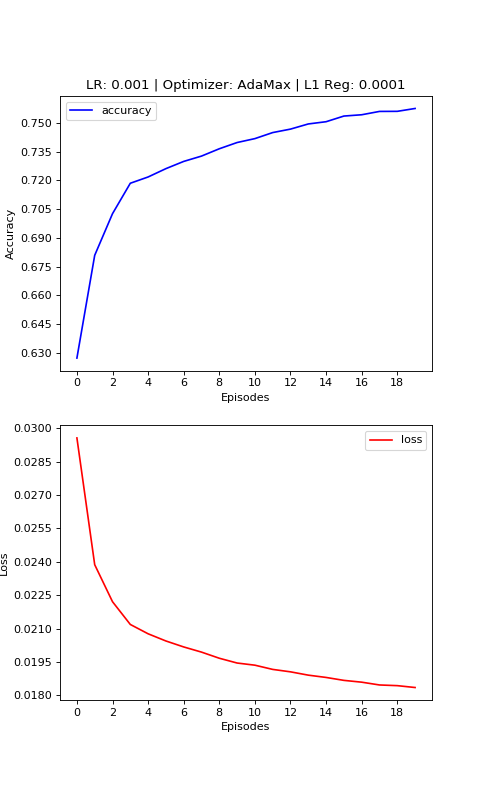 LR: 0.001 | Optimizer: AdaMax | L1 Reg: 0.0001
accuracy
0.750
0.735
0.720
0.705
0.690
0.675
0.660
0.645
0.630
Accuracy
0 2 4 6 8 10 12 14 16 18
Episodes
loss
0.0300
0.0285
0.0270
0.0255
0.0240
0.0225
0.0210
0.0195
0.0180
Loss
0 2 4 6 8 10 12 14 16 18
Episodes